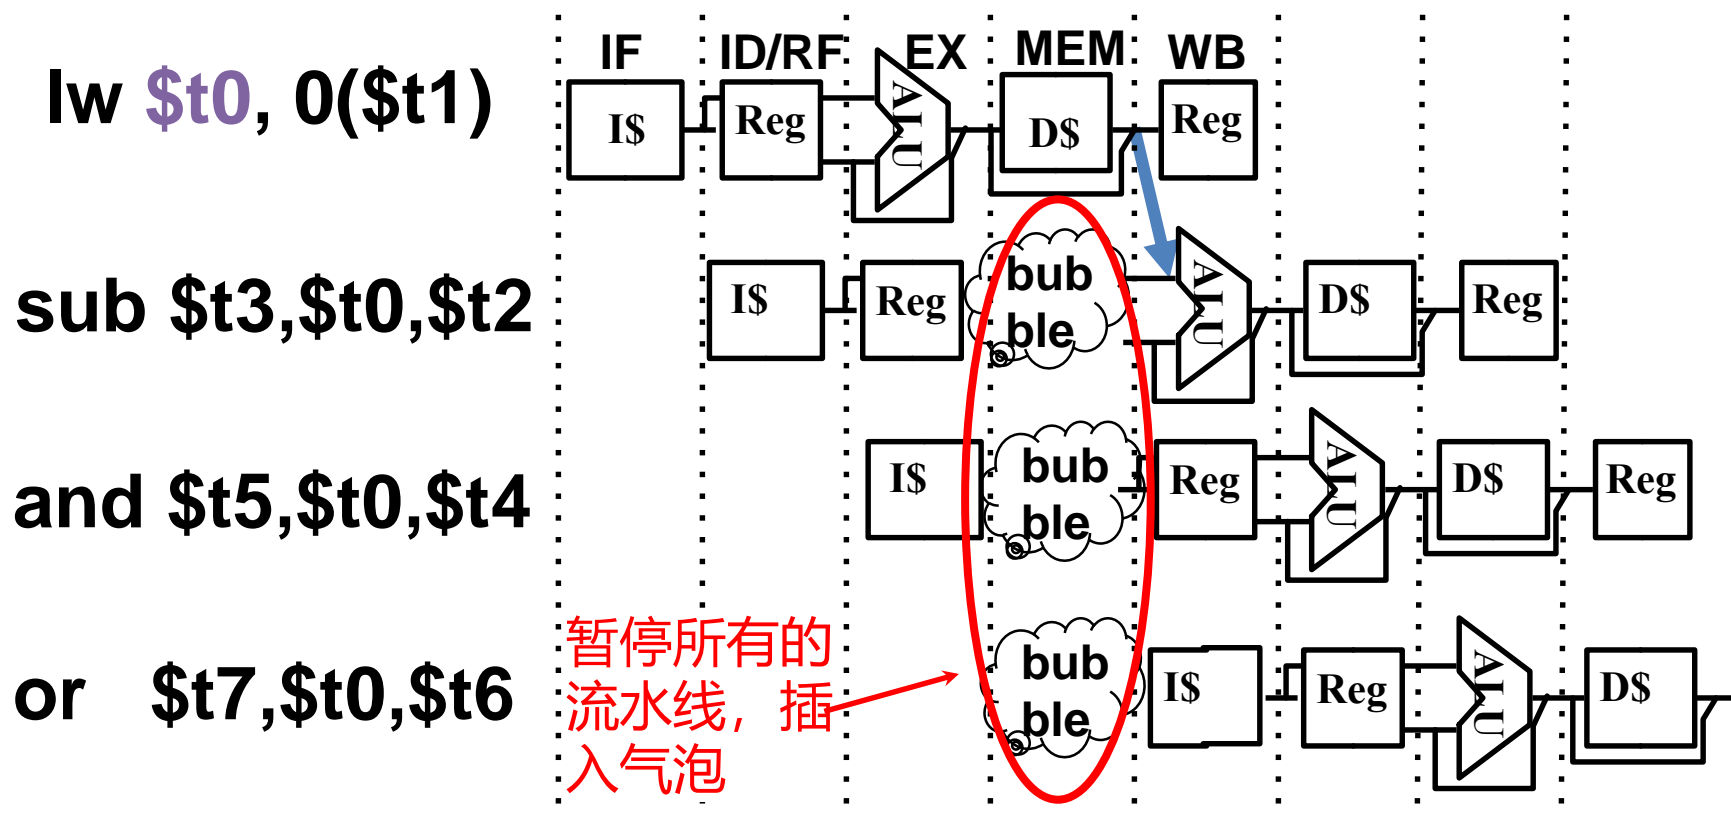 IF ID/RF EX MEM WB
lw $t0, 0($t1)
I$ Reg ALU D$ Reg
sub $t3,$t0,$t2
I$ Reg bub ALU D$ Reg
ble
and $t5,$t0,$t4
I$ bub Reg ALU D$ Reg
ble
or $t7,$t0,$t6
bub I$ Reg ALU D$
ble
暂停所有的
流水线，插
入气泡